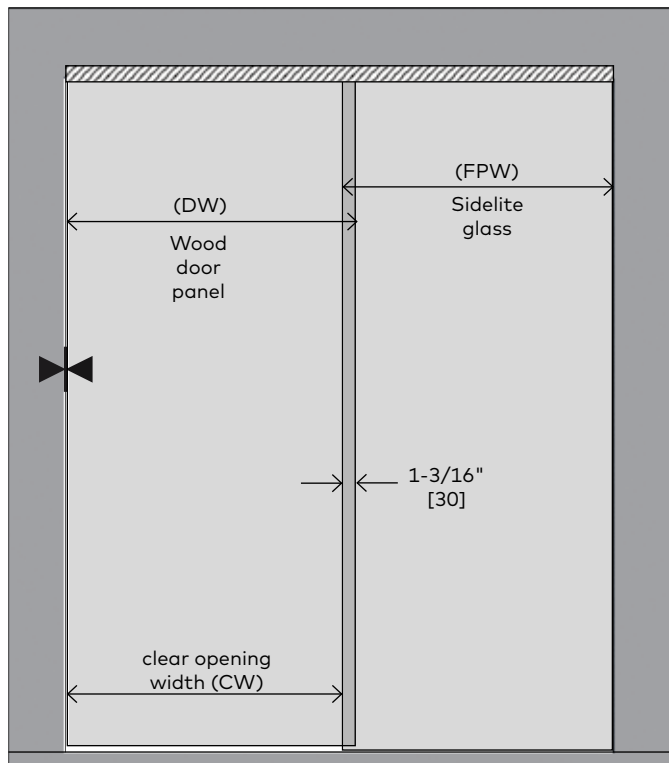 (FPW)
Sidelite
glass
(DW)
Wood
door
panel
1-3/16"
[30]
clear opening
width (CW)